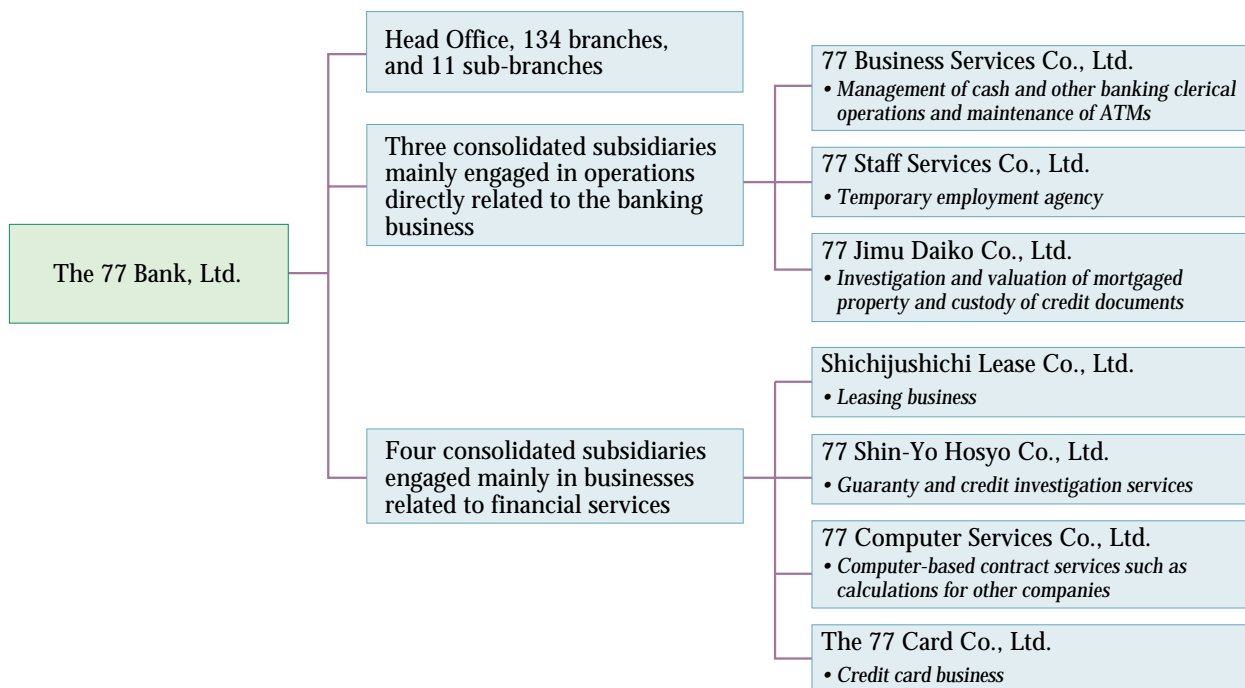 Head Office, 134 branches,
and 11 sub-branches
The 77 Bank, Ltd.
Three consolidated subsidiaries
mainly engaged in operations
directly related to the banking
business
77 Business Services Co., Ltd.
• Management of cash and other banking clerical
operations and maintenance of ATMs
77 Staff Services Co., Ltd.
• Temporary employment agency
77 Jimu Daiko Co., Ltd.
• Investigation and valuation of mortgaged
property and custody of credit documents
Four consolidated subsidiaries
engaged mainly in businesses
related to financial services
Shichijushichi Lease Co., Ltd.
• Leasing business
77 Shin-Yo Hosyo Co., Ltd.
• Guaranty and credit investigation services
77 Computer Services Co., Ltd.
• Computer-based contract services such as
calculations for other companies
The 77 Card Co., Ltd.
• Credit card business